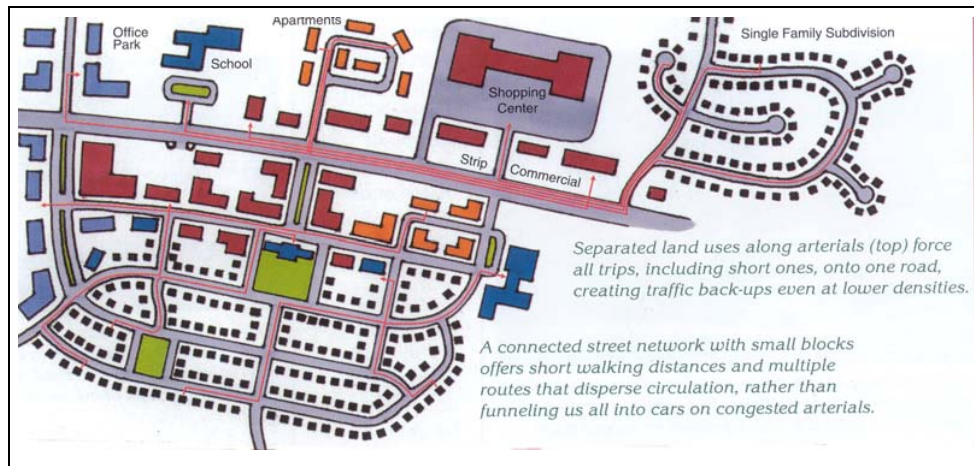 Apartments
Office
Park
School
Single Family Subdivision
Shopping
Center
Strip
Commercial
Separated land uses along arterials (top) force
all trips, including short ones, onto one road,
creating traffic back-ups even at lower densities.
A connected street network with small blocks
offers short walking distances and multiple
routes that disperse circulation, rather than
funneling us all into cars on congested arterials.